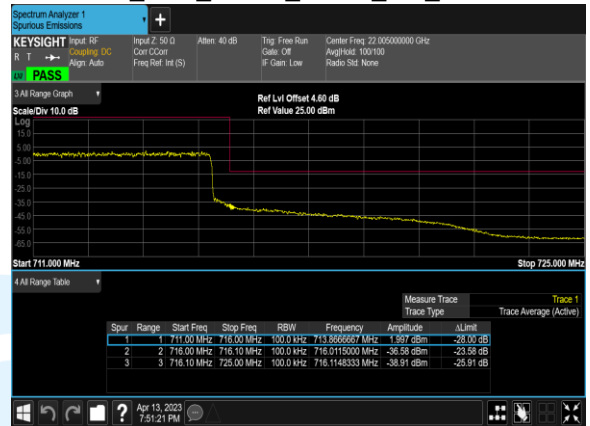 Spectrum Analyzer 1
Spurious Emissions
KEYSIGHT Input: RF Input Z: 50 Ω Atten: 40 dB Trig: Free Run Center Freq: 22.005000000 GHz
R T Coupling: DC Corr CCorr Gate: Off Avg|Hold: 100/100
Align: Auto Freq Ref: Int (S) IF Gain: Low Radio Std: None
PASS
3 All Range Graph
Ref Lvl Offset 4.60 dB
Scale/Div 10.0 dB Ref Value 25.00 dBm
Log
15.0
5.00
-5.00
-15.0
-25.0
-35.0
-45.0
-55.0
-65.0
Start 711.000 MHz Stop 725.000 MHz
4 All Range Table
Measure Trace Trace 1
Trace Type Trace Average (Active)
Spur Range Start Freq Stop Freq RBW Frequency Amplitude ΔLimit
1 1 711.00 MHz 716.00 MHz 100.0 kHz 713.8666667 MHz 1.997 dBm -28.00 dB
2 2 716.00 MHz 716.10 MHz 100.0 kHz 716.0115000 MHz -36.58 dBm -23.58 dB
3 3 716.10 MHz 725.00 MHz 100.0 kHz 716.1148333 MHz -38.91 dBm -25.91 dB
Apr 13, 2023
7:51:21 PM